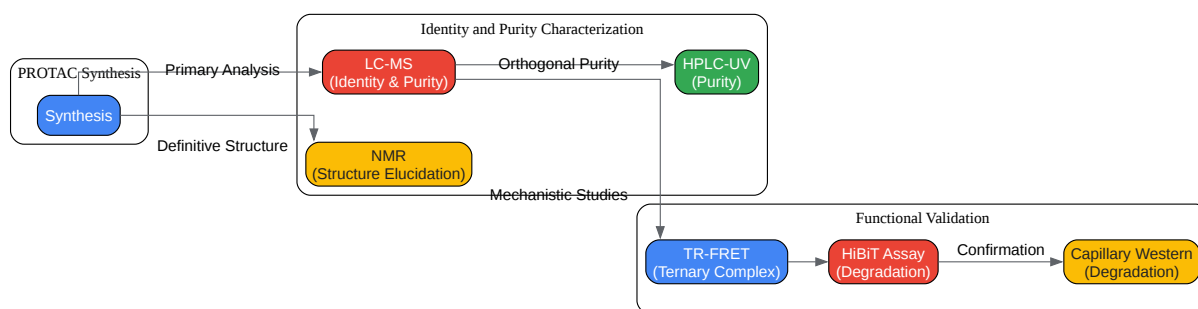 Identity and Purity Characterization
PROTAC Synthesis
Primary Analysis
LC-MS
(Identity & Purity)
Orthogonal Purity
HPLC-UV
(Purity)
Synthesis
Definitive Structure
NMR
(Structure Elucidation)
Mechanistic Studies
Functional Validation
TR-FRET
(Ternary Complex)
HiBiT Assay
(Degradation)
Confirmation
Capillary Western
(Degradation)